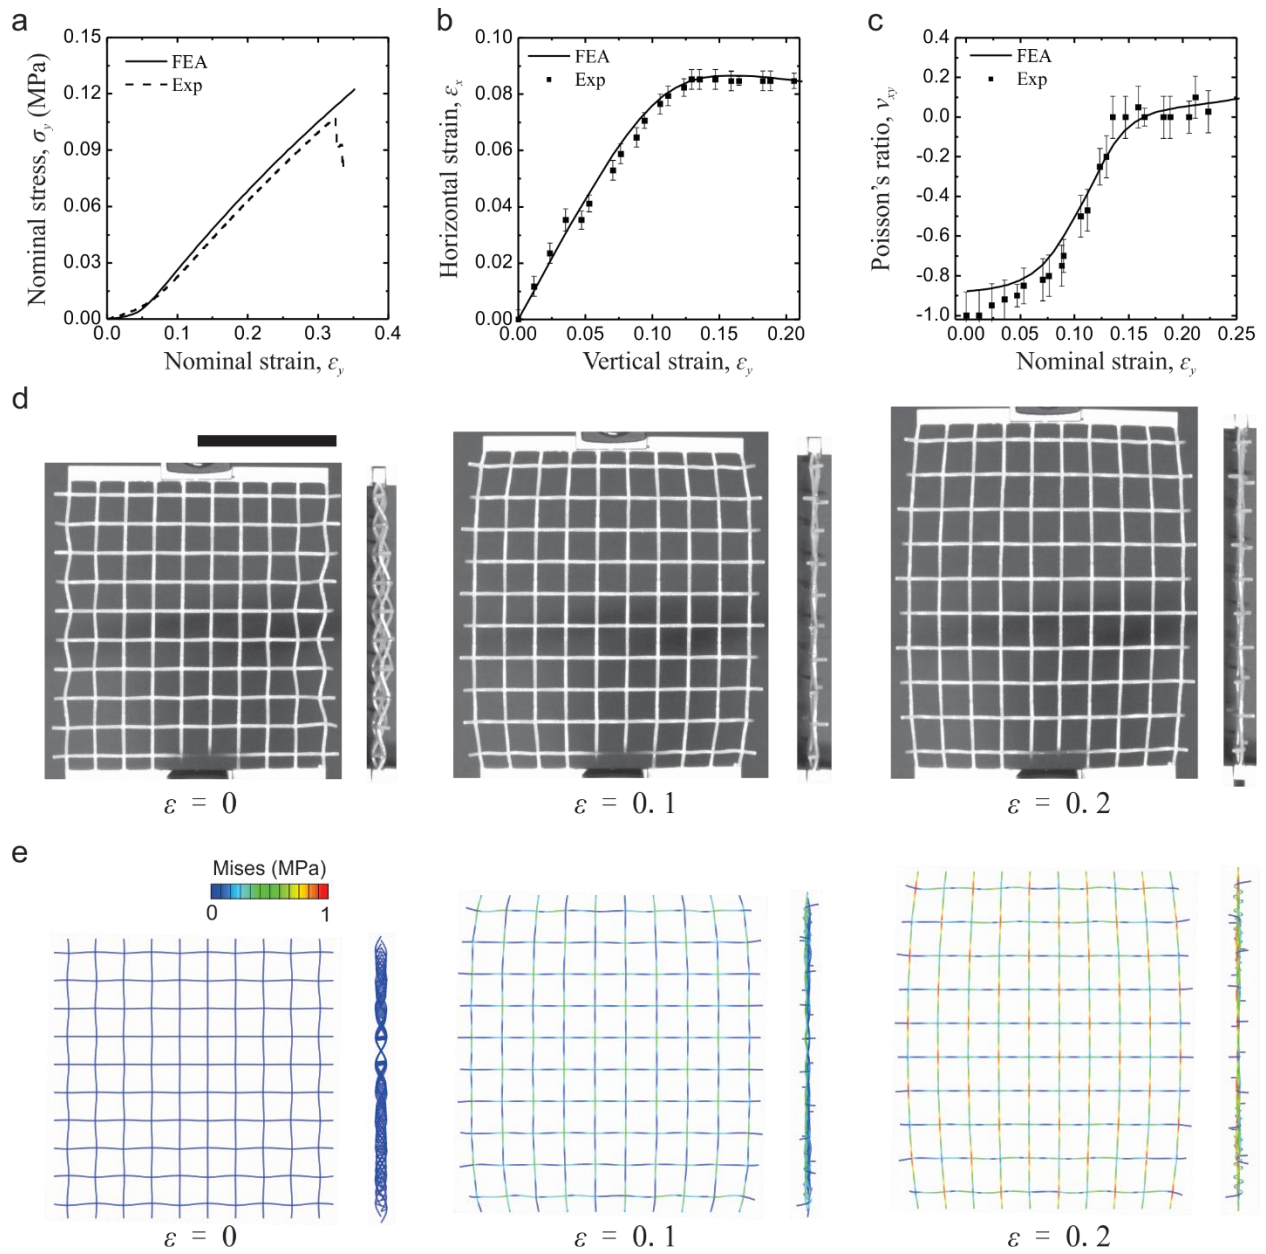 a
Nominal stress, σy (MPa)
0.15
0.12
0.09
0.06
0.03
0.00
FEA
Exp
0.0 0.1 0.2 0.3 0.4
Nominal strain, εy
b
Horizontal strain, εx
0.10
0.08
0.06
0.04
0.02
0.00
FEA
Exp
0.00 0.05 0.10 0.15 0.20
Vertical strain, εy
c
Poisson's ratio, νxy
0.4
0.2
0.0
-0.2
-0.4
-0.6
-0.8
-1.0
FEA
Exp
0.00 0.05 0.10 0.15 0.20 0.25
Nominal strain, εy
d
ε = 0
ε = 0.1
ε = 0.2
e
Mises (MPa)
0 1
ε = 0
ε = 0.1
ε = 0.2